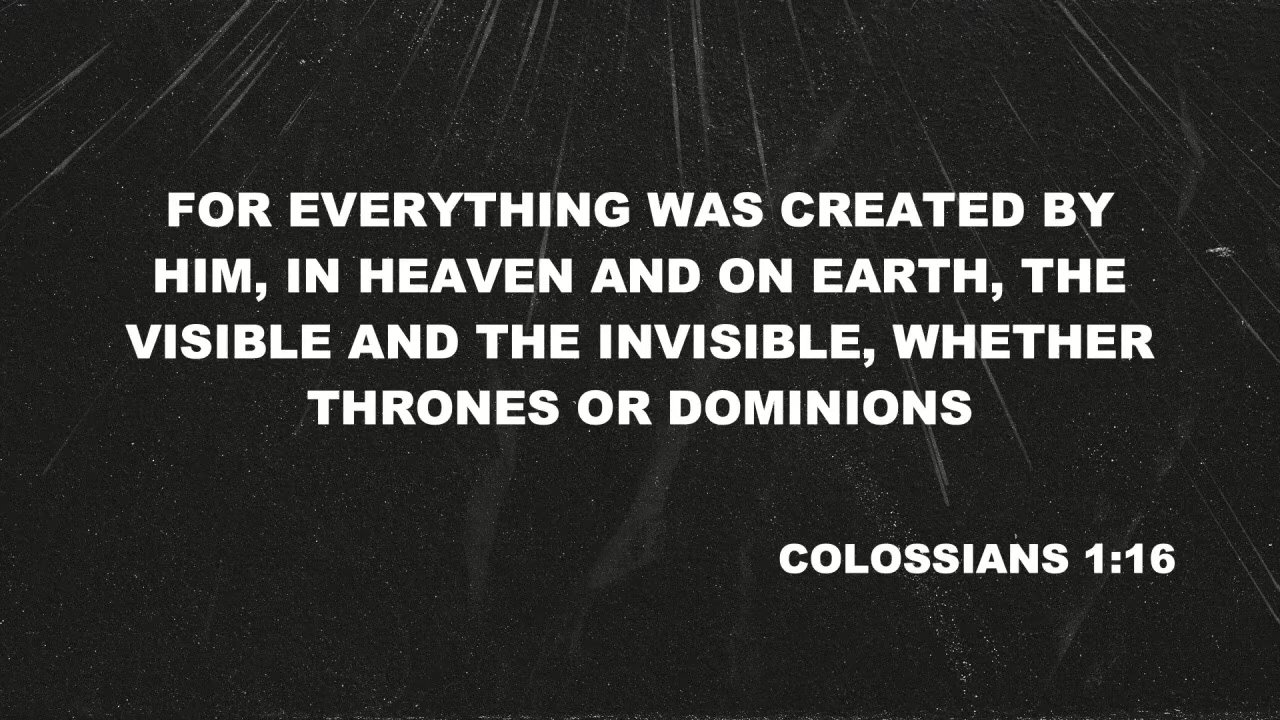 FOR EVERYTHING WAS CREATED BY
HIM, IN HEAVEN AND ON EARTH, THE
VISIBLE AND THE INVISIBLE, WHETHER
THRONES OR DOMINIONS
COLOSSIANS 1:16